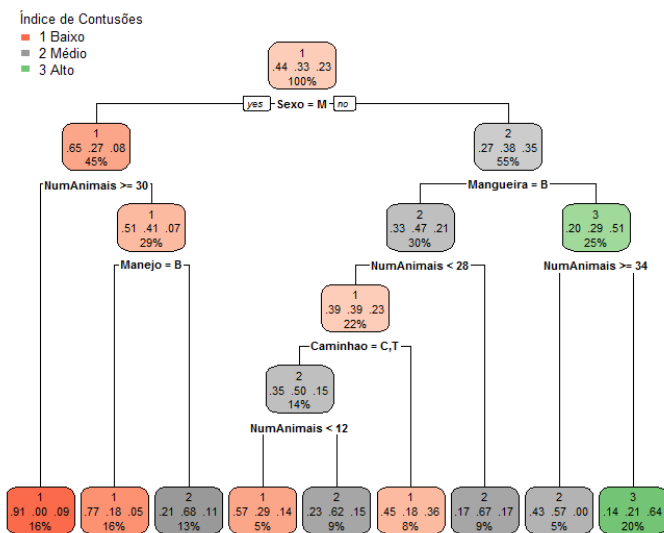 Índice de Contusões
1 Baixo
2 Médio
3 Alto
1
.44 .33 .23
100%
yes Sexo = M no
1
.65 .27 .08
45%
2
.27 .38 .35
55%
NumAnimais >= 30
Mangueira = B
1
.51 .41 .07
29%
2
.33 .47 .21
30%
3
.20 .29 .51
25%
Manejo = B
NumAnimais < 28
NumAnimais >= 34
1
.39 .39 .23
22%
Caminhao = C,T
2
.35 .50 .15
14%
NumAnimais < 12
1
.91 .00 .09
16%
1
.77 .18 .05
16%
2
.21 .68 .11
13%
1
.57 .29 .14
5%
2
.23 .62 .15
9%
1
.45 .18 .36
8%
2
.17 .67 .17
9%
2
.43 .57 .00
5%
3
.14 .21 .64
20%